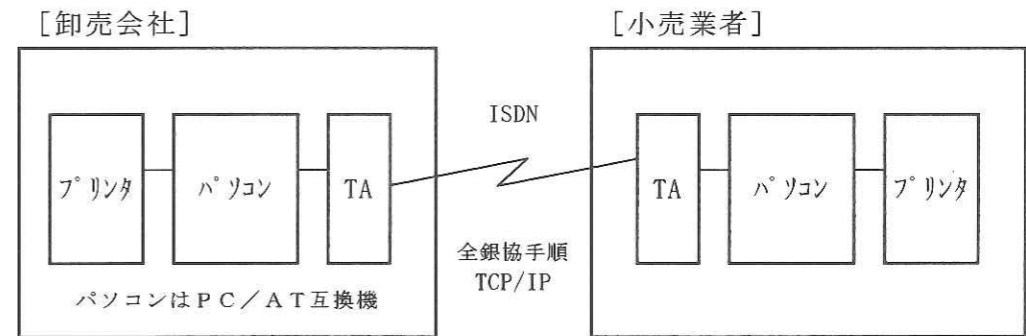 [卸売会社]
[小売業者]
ISDN
プリンタ
パソコン
TA
TA
パソコン
プリンタ
全銀協手順
TCP/IP
パソコンはPC/AT互換機